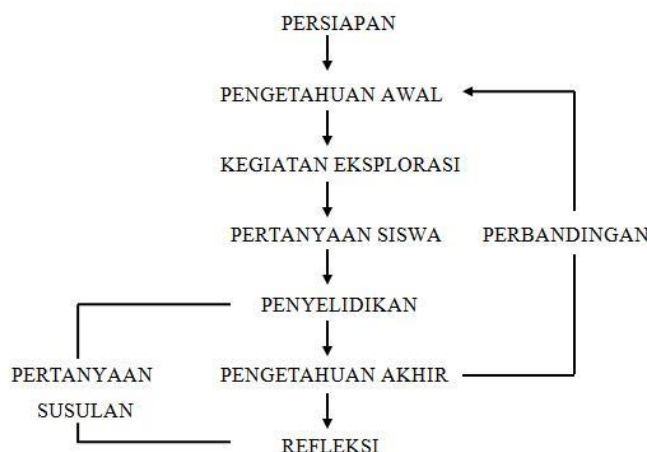 PERSIAPAN
PENGETAHUAN AWAL
KEGIATAN EKSPLORASI
PERTANYAAN SISWA
PERBANDINGAN
PENYELIDIKAN
PERTANYAAN
SUSULAN
PENGETAHUAN AKHIR
REFLEKSI